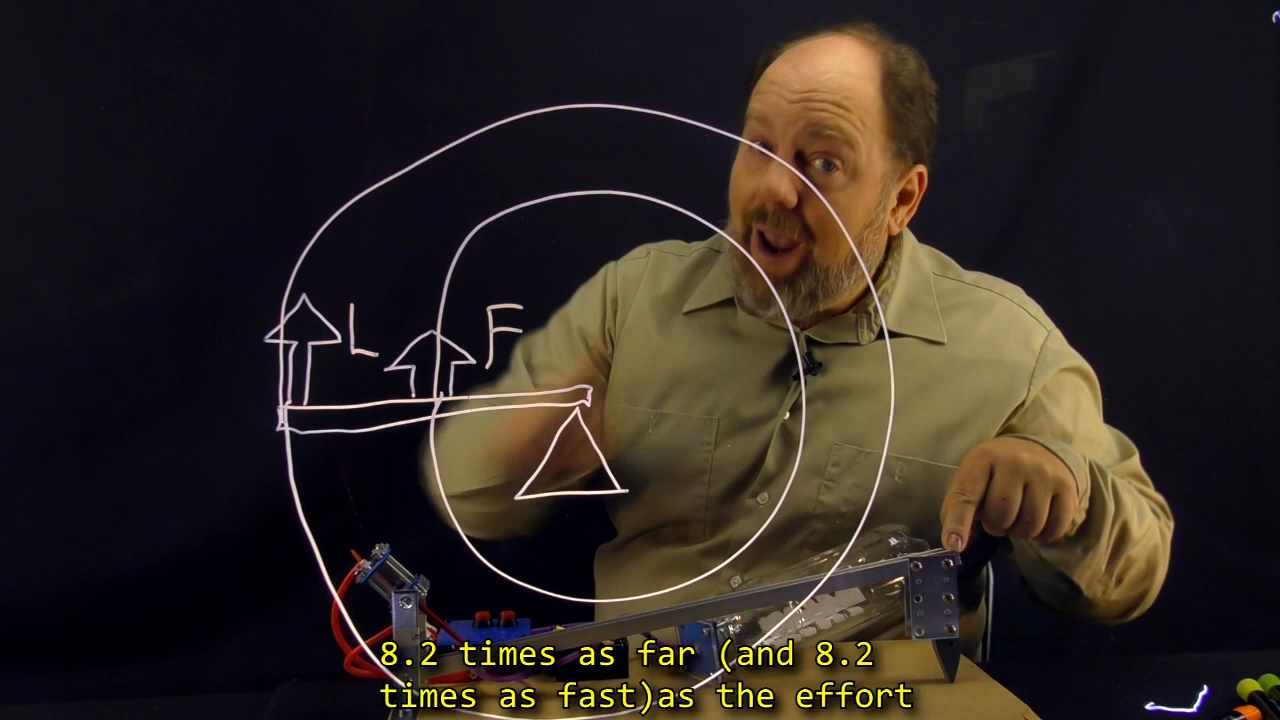 L
F
8.2 times as far (and 8.2
times as fast)as the effort